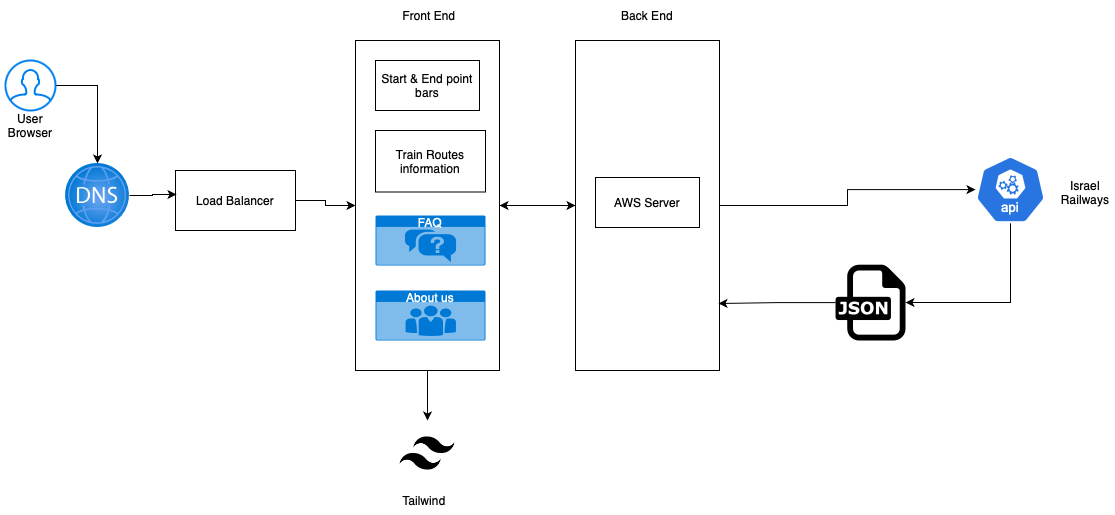 Front End
Back End
Start & End point
bars
User
Browser
Train Routes
information
DNS
Load Balancer
AWS Server
api
Israel
Railways
FAQ
?
About us
JSON
Tailwind